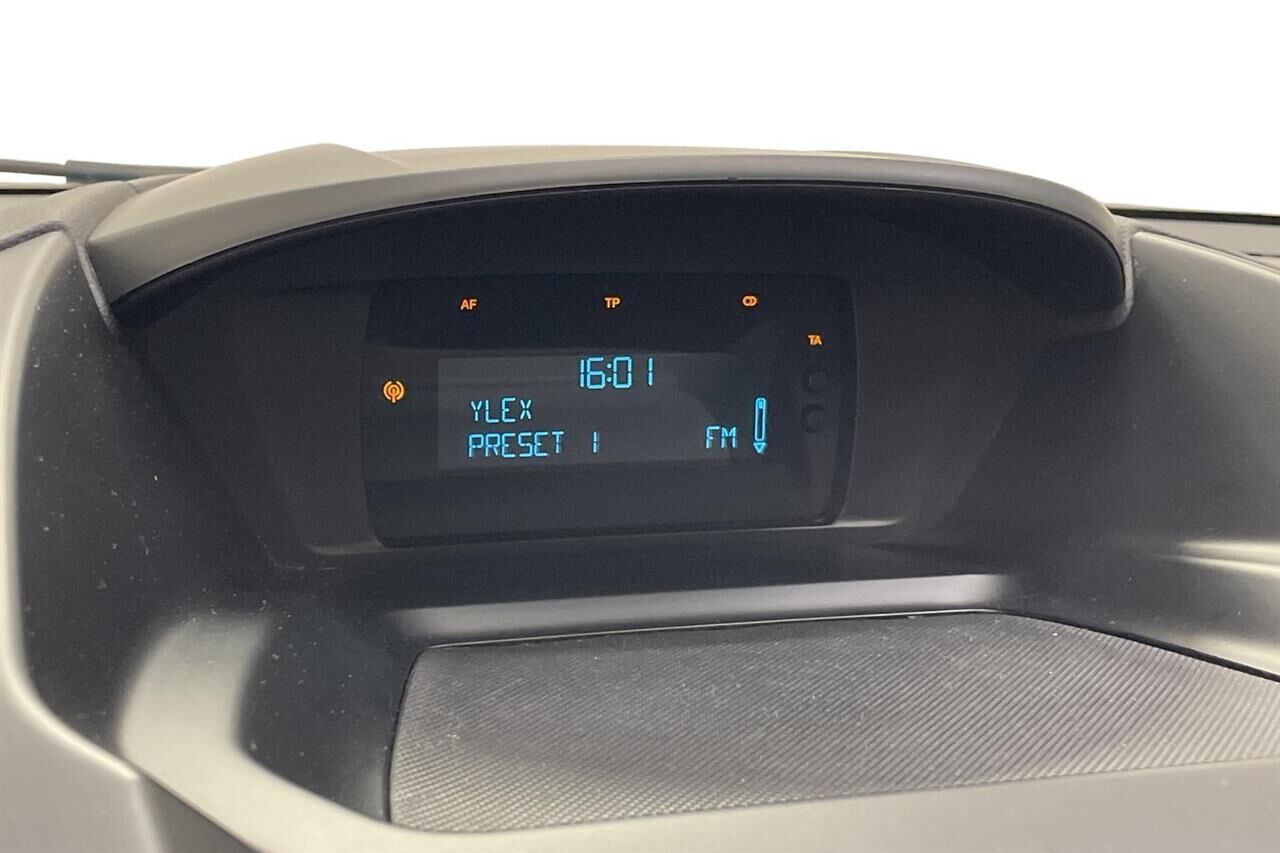 AF TP
TA
16:01
YLEX
PRESET 1 FM